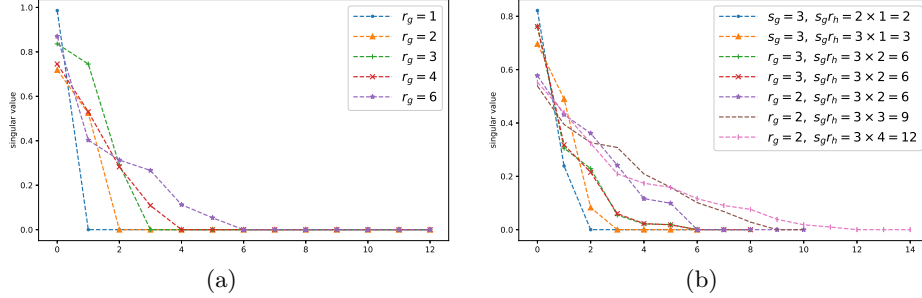 1.0
0.8
0.6
0.4
0.2
0.0
singular value
0 2 4 6 8 10 12
r_g = 1
r_g = 2
r_g = 3
r_g = 4
r_g = 6
(a)
0.8
0.6
0.4
0.2
0.0
singular value
0 2 4 6 8 10 12 14
s_g = 3, s_g r_h = 2 × 1 = 2
s_g = 3, s_g r_h = 3 × 1 = 3
r_g = 3, s_g r_h = 3 × 2 = 6
r_g = 3, s_g r_h = 3 × 2 = 6
r_g = 2, s_g r_h = 3 × 2 = 6
r_g = 2, s_g r_h = 3 × 3 = 9
r_g = 2, s_g r_h = 3 × 4 = 12
(b)